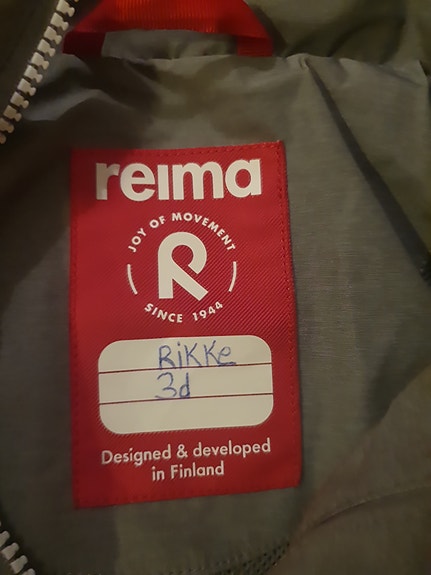 reima
JOY OF MOVEMENT
R
SINCE 1944
RiKKe
3d
Designed & developed
in Finland